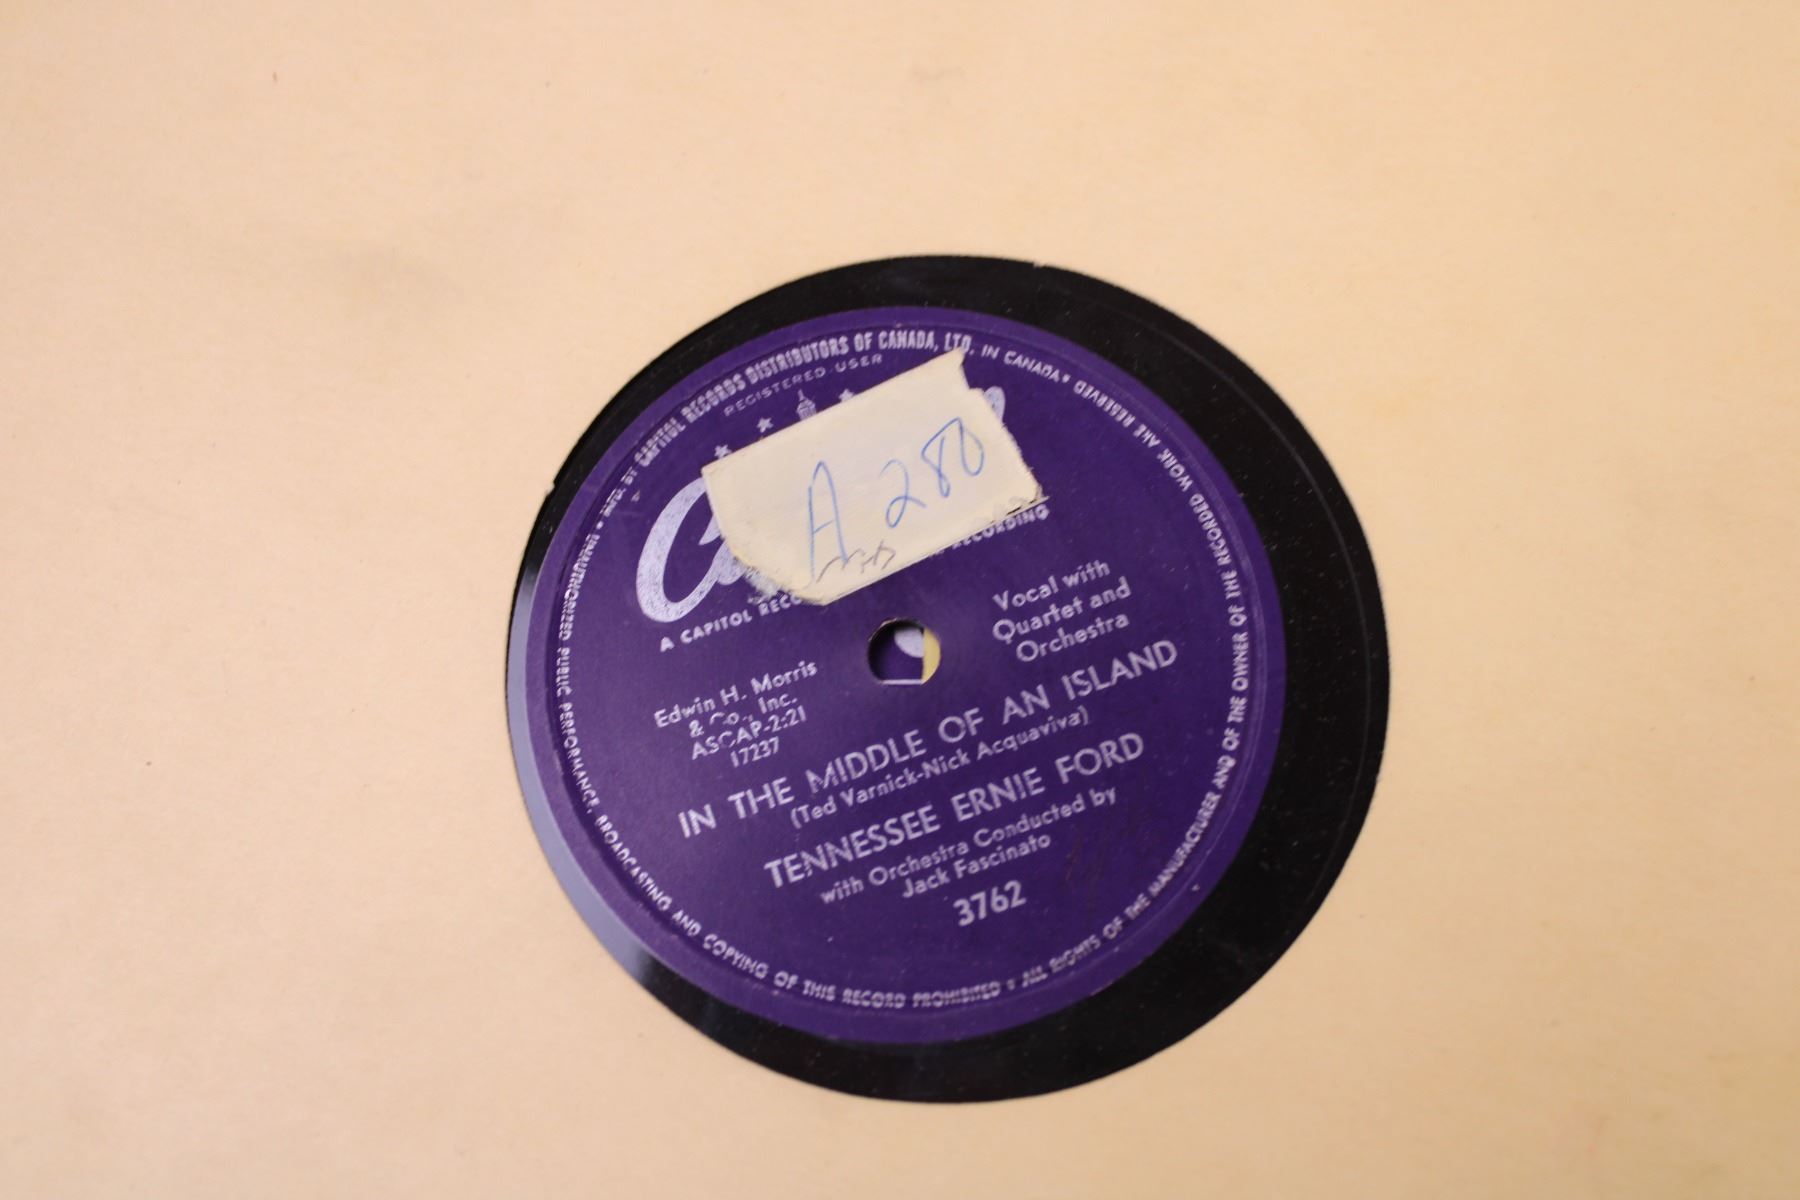 MFD. BY CAPITOL RECORDS DISTRIBUTORS OF CANADA, LTD. IN CANADA • UNAUTHORIZED PUBLIC PERFORMANCE, BROADCASTING AND COPYING OF THIS RECORD PROHIBITED • ALL RIGHTS OF THE MANUFACTURER AND OF THE OWNER OF THE RECORDED WORK ARE RESERVED
REGISTERED USER
A 280
A CAPITOL
RECORDING
Vocal with
Quartet and
Orchestra
Edwin H. Morris
& Co., Inc.
ASCAP-2:21
17237
IN THE MIDDLE OF AN ISLAND
(Ted Varnick-Nick Acquaviva)
TENNESSEE ERNIE FORD
with Orchestra Conducted by
Jack Fascinato
3762